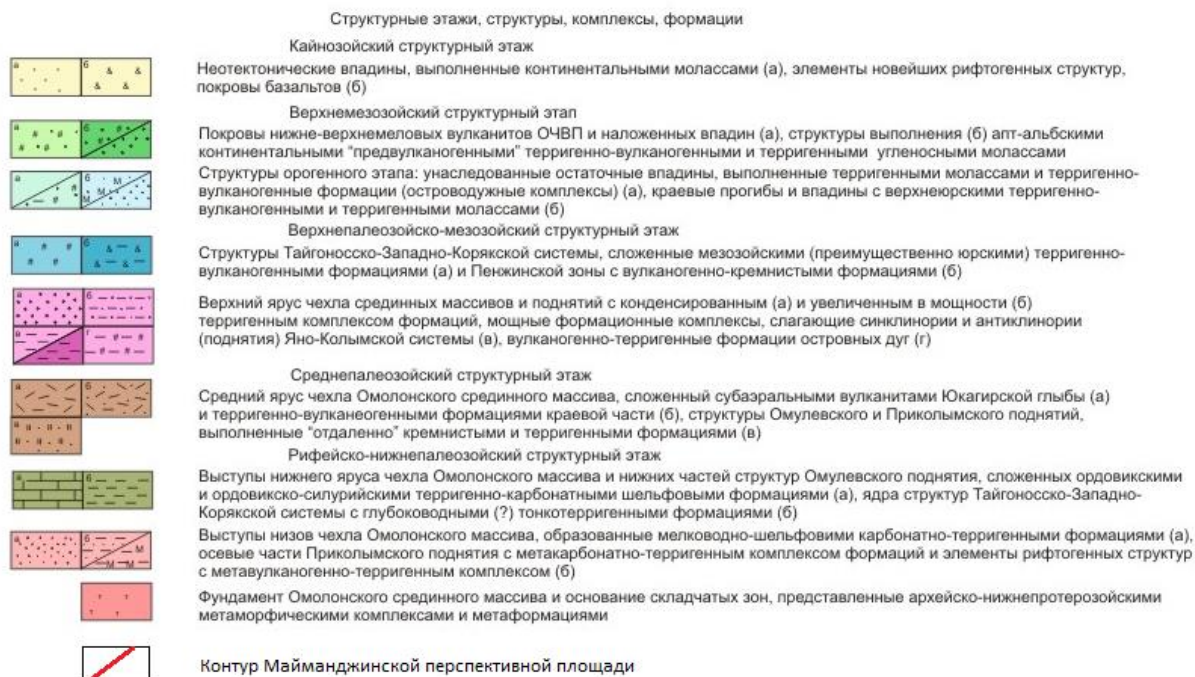 Структурные этажи, структуры, комплексы, формации
Кайнозойский структурный этаж
а б
Неотектонические впадины, выполненные континентальными молассами (а), элементы новейших рифтогенных структур,
покровы базальтов (б)
Верхнемезозойский структурный этап
а б
Покровы нижне-верхнемеловых вулканитов ОЧВП и наложенных впадин (а), структуры выполнения (б) апт-альбскими
континентальными “предвулканогенными” терригенно-вулканогенными и терригенными угленосными молассами
а б М М
Структуры орогенного этапа: унаследованные остаточные впадины, выполненные терригенными молассами и терригенно-
вулканогенные формации (островодужные комплексы) (а), краевые прогибы и впадины с верхнеюрскими терригенно-
вулканогенными и терригенными молассами (б)
Верхнепалеозойско-мезозойский структурный этаж
а б
Структуры Тайгоносско-Западно-Корякской системы, сложенные мезозойскими (преимущественно юрскими) терригенно-
вулканогенными формациями (а) и Пенжинской зоны с вулканогенно-кремнистыми формациями (б)
а б
Верхний ярус чехла срединных массивов и поднятий с конденсированным (а) и увеличенным в мощности (б)
терригенным комплексом формаций, мощные формационные комплексы, слагающие синклинории и антиклинории
в г
(поднятия) Яно-Колымской системы (в), вулканогенно-терригенные формации островных дуг (г)
Среднепалеозойский структурный этаж
а б
Средний ярус чехла Омолонского срединного массива, сложенный субаэральными вулканитами Юкагирской глыбы (а)
и терригенно-вулканеогенными формациями краевой части (б), структуры Омулевского и Приколымского поднятий,
выполненные “отдаленно” кремнистыми и терригенными формациями (в)
Рифейско-нижнепалеозойский структурный этаж
а б
Выступы нижнего яруса чехла Омолонского массива и нижних частей структур Омулевского поднятия, сложенных ордовикскими
и ордовикско-силурийскими терригенно-карбонатными шельфовыми формациями (а), ядра структур Тайгоносско-Западно-
Корякской системы с глубоководными (?) тонкотерригенными формациями (б)
а б М М М
Выступы низов чехла Омолонского массива, образованные мелководно-шельфовыми карбонатно-терригенными формациями (а),
осевые части Приколымского поднятия с метакарбонатно-терригенным комплексом формаций и элементы рифтогенных структур
с метавулканогенно-терригенным комплексом (б)
Фундамент Омолонского срединного массива и основание складчатых зон, представленные архейско-нижнепротерозойскими
метаморфическими комплексами и метаформациями
Контур Майманджинской перспективной площади